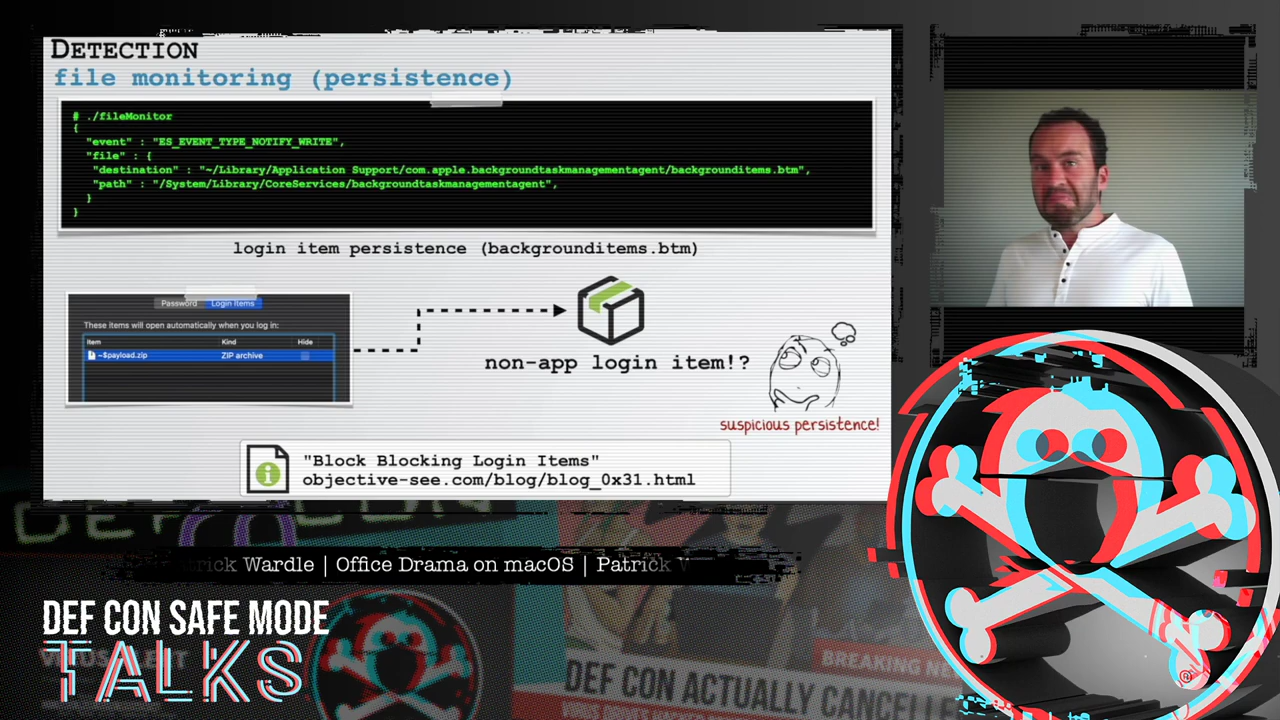 DETECTION
file monitoring (persistence)
# ./fileMonitor
{
"event" : "ES_EVENT_TYPE_NOTIFY_WRITE",
"file" : {
"destination" : "~/Library/Application Support/com.apple.backgroundtaskmanagementagent/backgrounditems.btm",
"path" : "/System/Library/CoreServices/backgroundtaskmanagementagent",
}
}
login item persistence (backgrounditems.btm)
Password Login Items
These items will open automatically when you log in:
Item Kind Hide
~$payload.zip ZIP archive
non-app login item!?
suspicious persistence!
"Block Blocking Login Items"
objective-see.com/blog/blog_0x31.html
DEF CON
Wardle | Office Drama on macOS | Patrick
DEF CON SAFE MODE
TALKS
BREAKING
DEF CON ACTUALLY
®